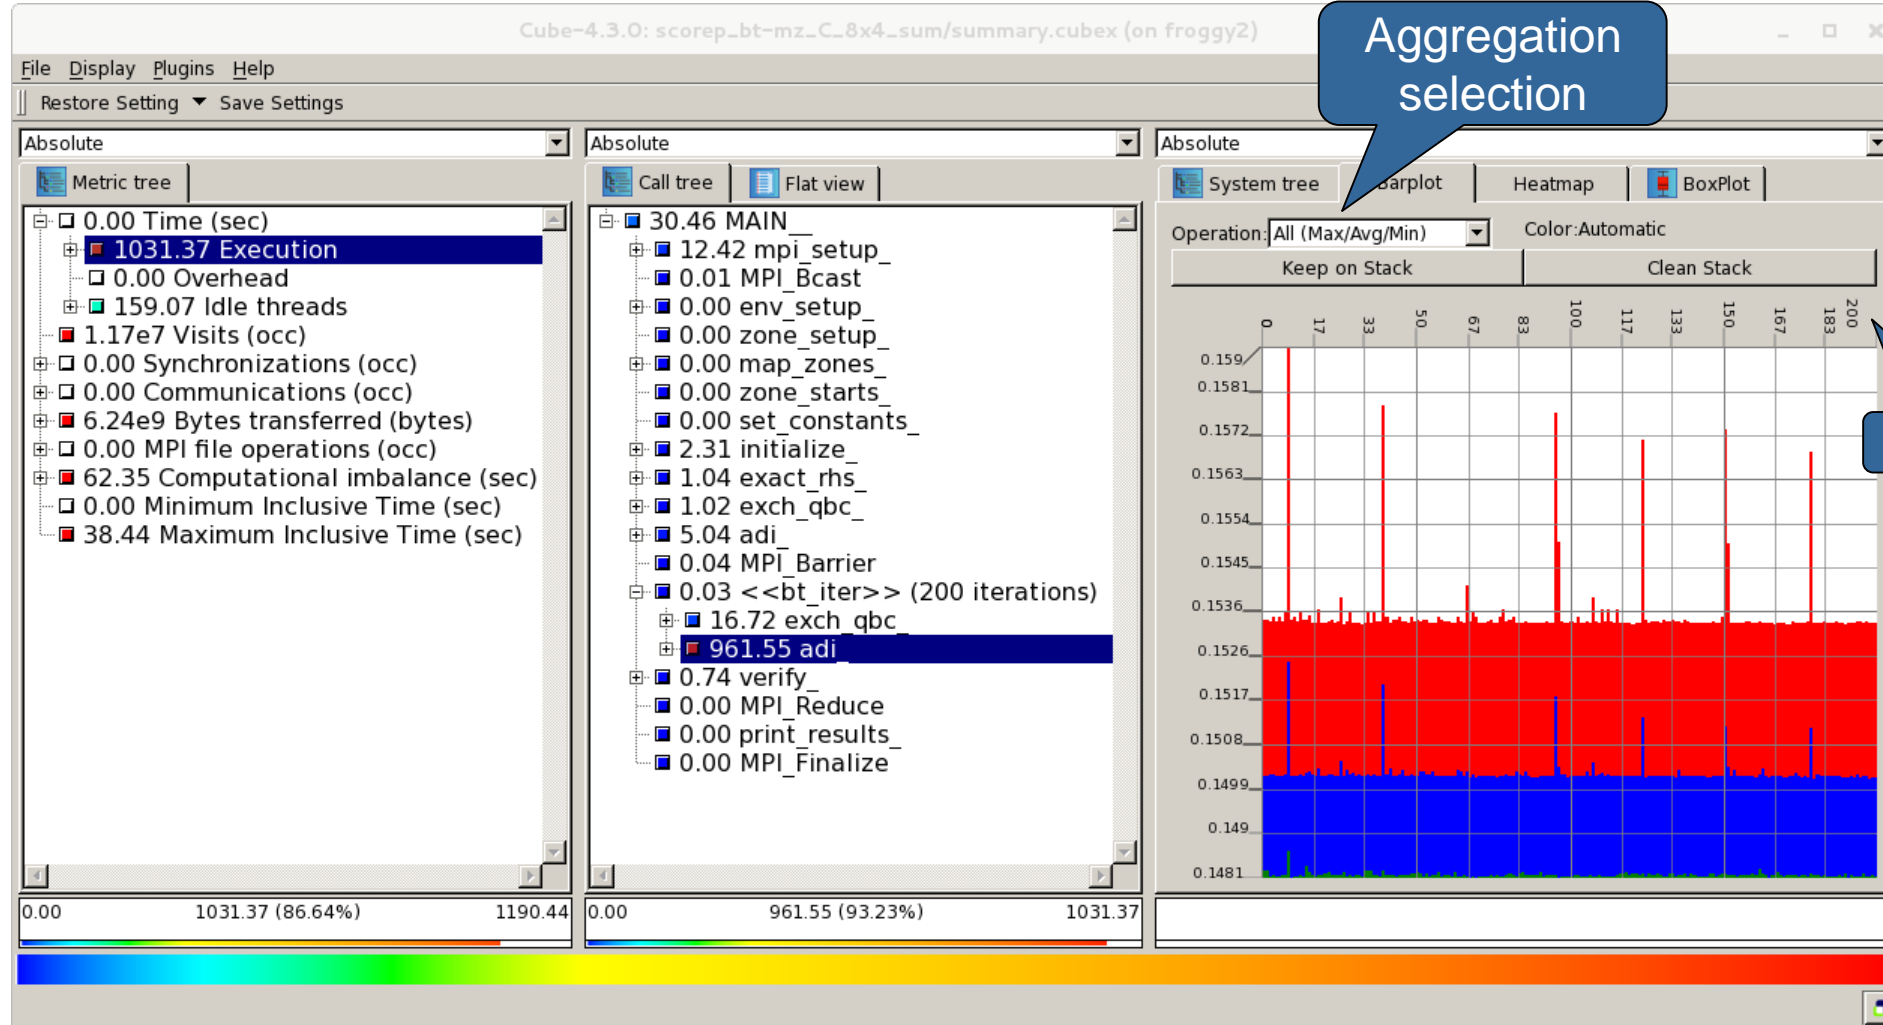 Cube-4.3.0: scorep_bt-mz_C_8x4_sum/summary.cubex (on froggy2)
Aggregation
selection
File Display Plugins Help
Restore Setting Save Settings
Absolute
Metric tree
0.00 Time (sec)
1031.37 Execution
0.00 Overhead
159.07 Idle threads
1.17e7 Visits (occ)
0.00 Synchronizations (occ)
0.00 Communications (occ)
6.24e9 Bytes transferred (bytes)
0.00 MPI file operations (occ)
62.35 Computational imbalance (sec)
0.00 Minimum Inclusive Time (sec)
38.44 Maximum Inclusive Time (sec)
0.00 1031.37 (86.64%) 1190.44
Absolute
Call tree Flat view
30.46 MAIN__
12.42 mpi_setup_
0.01 MPI_Bcast
0.00 env_setup_
0.00 zone_setup_
0.00 map_zones_
0.00 zone_starts_
0.00 set_constants_
2.31 initialize_
1.04 exact_rhs_
1.02 exch_qbc_
5.04 adi_
0.04 MPI_Barrier
0.03 <<bt_iter>> (200 iterations)
16.72 exch_qbc_
961.55 adi_
0.74 verify_
0.00 MPI_Reduce
0.00 print_results_
0.00 MPI_Finalize
0.00 961.55 (93.23%) 1031.37
Absolute
System tree Barplot Heatmap BoxPlot
Operation: All (Max/Avg/Min) Color:Automatic
Keep on Stack Clean Stack
0 17 33 50 67 83 100 117 133 150 167 183 200
0.159
0.1581
0.1572
0.1563
0.1554
0.1545
0.1536
0.1526
0.1517
0.1508
0.1499
0.149
0.1481